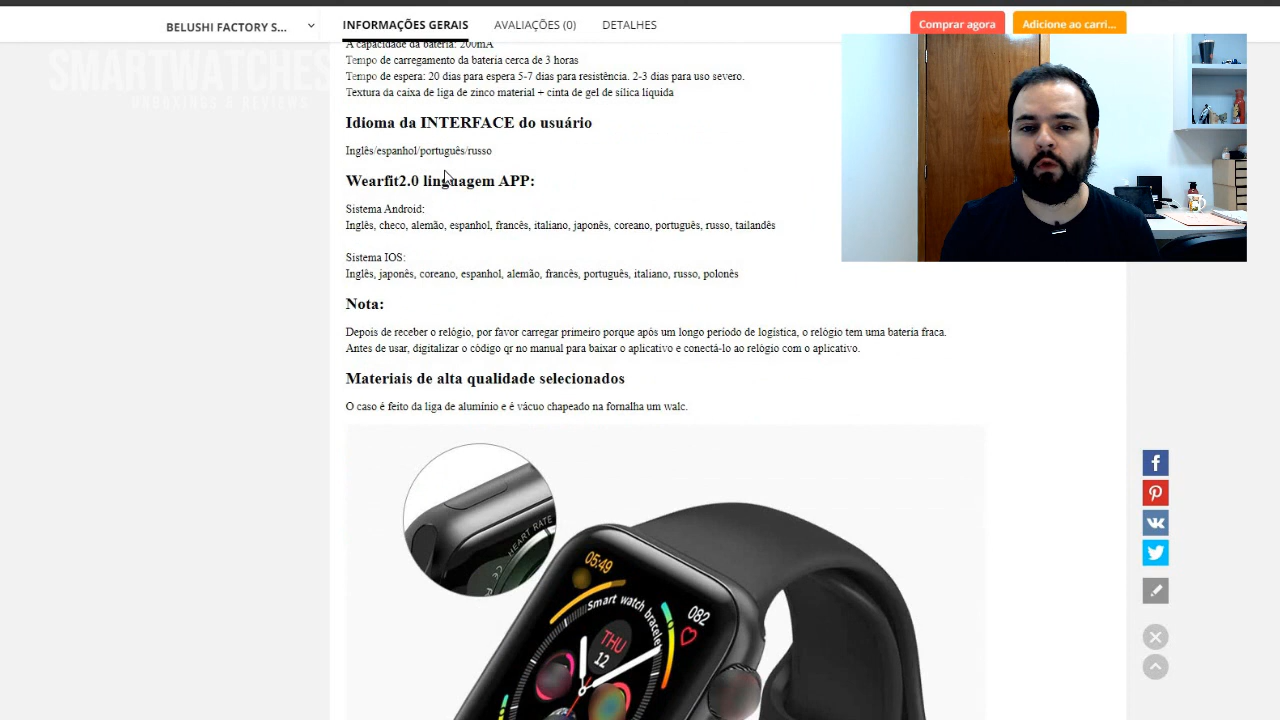 BELUSHI FACTORY S...
INFORMAÇÕES GERAIS
AVALIAÇÕES (0)
DETALHES
Comprar agora
Adicione ao carri...
SMARTWATCHES
UNBOXINGS & REVIEWS
A capacidade da bateria: 200mA
Tempo de carregamento da bateria cerca de 3 horas
Tempo de espera: 20 dias para espera 5-7 dias para resistência. 2-3 dias para uso severo.
Textura da caixa de liga de zinco material + cinta de gel de sílica líquida
Idioma da INTERFACE do usuário
Inglês/espanhol/português/russo
Wearfit2.0 linguagem APP:
Sistema Android:
Inglês, checo, alemão, espanhol, francês, italiano, japonês, coreano, português, russo, tailandês
Sistema IOS:
Inglês, japonês, coreano, espanhol, alemão, francês, português, italiano, russo, polonês
Nota:
Depois de receber o relógio, por favor carregar primeiro porque após um longo período de logística, o relógio tem uma bateria fraca.
Antes de usar, digitalizar o código qr no manual para baixar o aplicativo e conectá-lo ao relógio com o aplicativo.
Materiais de alta qualidade selecionados
O caso é feito da liga de alumínio e é vácuo chapeado na fornalha um walc.
HEART RATE
CE
05:49
Smart watch bracelet
082
THU
12